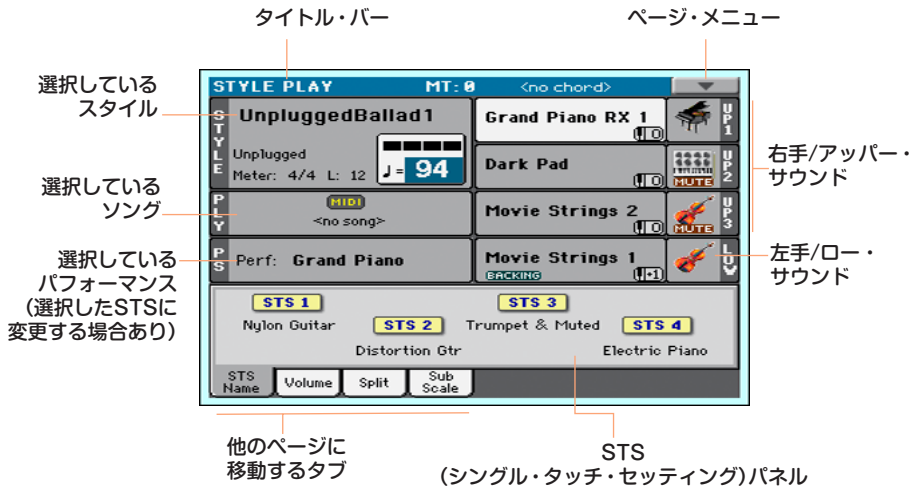 タイトル・バー
ページ・メニュー
選択している
スタイル
選択している
ソング
選択している
パフォーマンス
(選択したSTSに
変更する場合あり)
STYLE PLAY MT:0 <no chord>
STYLE
UnpluggedBallad1
Unplugged
Meter: 4/4 L: 12
♩= 94
PLY
MIDI
<no song>
PS
Perf: Grand Piano
Grand Piano RX 1
0
UP1
Dark Pad
0
MUTE
UP2
Movie Strings 2
0
MUTE
UP3
Movie Strings 1
BACKING
+1
LOW
右手/アッパー・
サウンド
左手/ロー・
サウンド
STS 1
Nylon Guitar
STS 2
Distortion Gtr
STS 3
Trumpet & Muted
STS 4
Electric Piano
STS
Name
Volume
Split
Sub
Scale
他のページに
移動するタブ
STS
(シングル・タッチ・セッティング)パネル